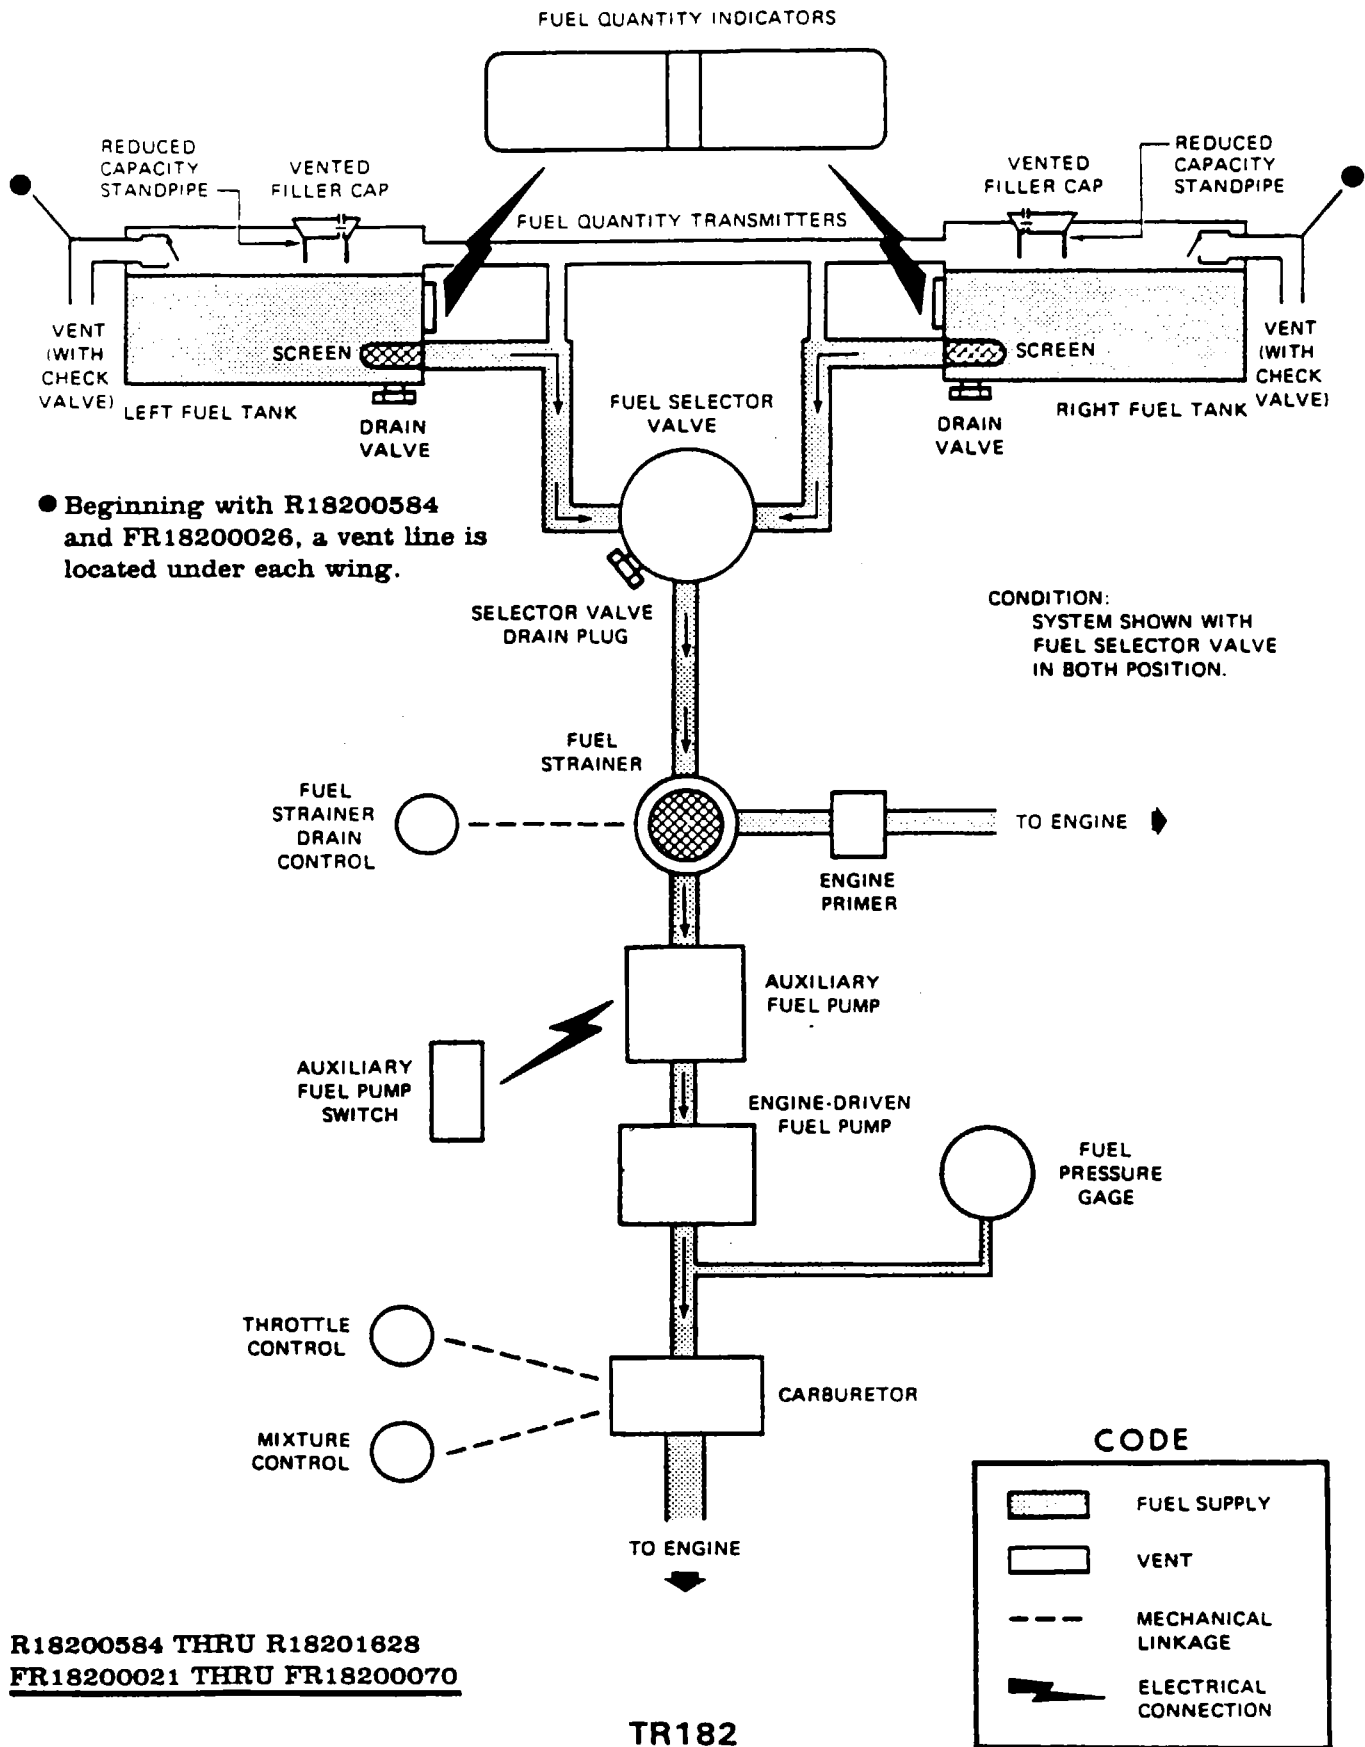 FUEL QUANTITY INDICATORS
REDUCED
CAPACITY
STANDPIPE
VENTED
FILLER CAP
FUEL QUANTITY TRANSMITTERS
VENTED
FILLER CAP
REDUCED
CAPACITY
STANDPIPE
VENT
(WITH
CHECK
VALVE)
SCREEN
LEFT FUEL TANK
DRAIN
VALVE
FUEL SELECTOR
VALVE
SCREEN
DRAIN
VALVE
RIGHT FUEL TANK
VENT
(WITH
CHECK
VALVE)
● Beginning with R18200584
and FR18200026, a vent line is
located under each wing.
SELECTOR VALVE
DRAIN PLUG
CONDITION:
SYSTEM SHOWN WITH
FUEL SELECTOR VALVE
IN BOTH POSITION.
FUEL
STRAINER
FUEL
STRAINER
DRAIN
CONTROL
TO ENGINE
ENGINE
PRIMER
AUXILIARY
FUEL PUMP
AUXILIARY
FUEL PUMP
SWITCH
ENGINE-DRIVEN
FUEL PUMP
FUEL
PRESSURE
GAGE
THROTTLE
CONTROL
CARBURETOR
MIXTURE
CONTROL
TO ENGINE
CODE
FUEL SUPPLY
VENT
MECHANICAL
LINKAGE
ELECTRICAL
CONNECTION
R18200584 THRU R18201628
FR18200021 THRU FR18200070
TR182